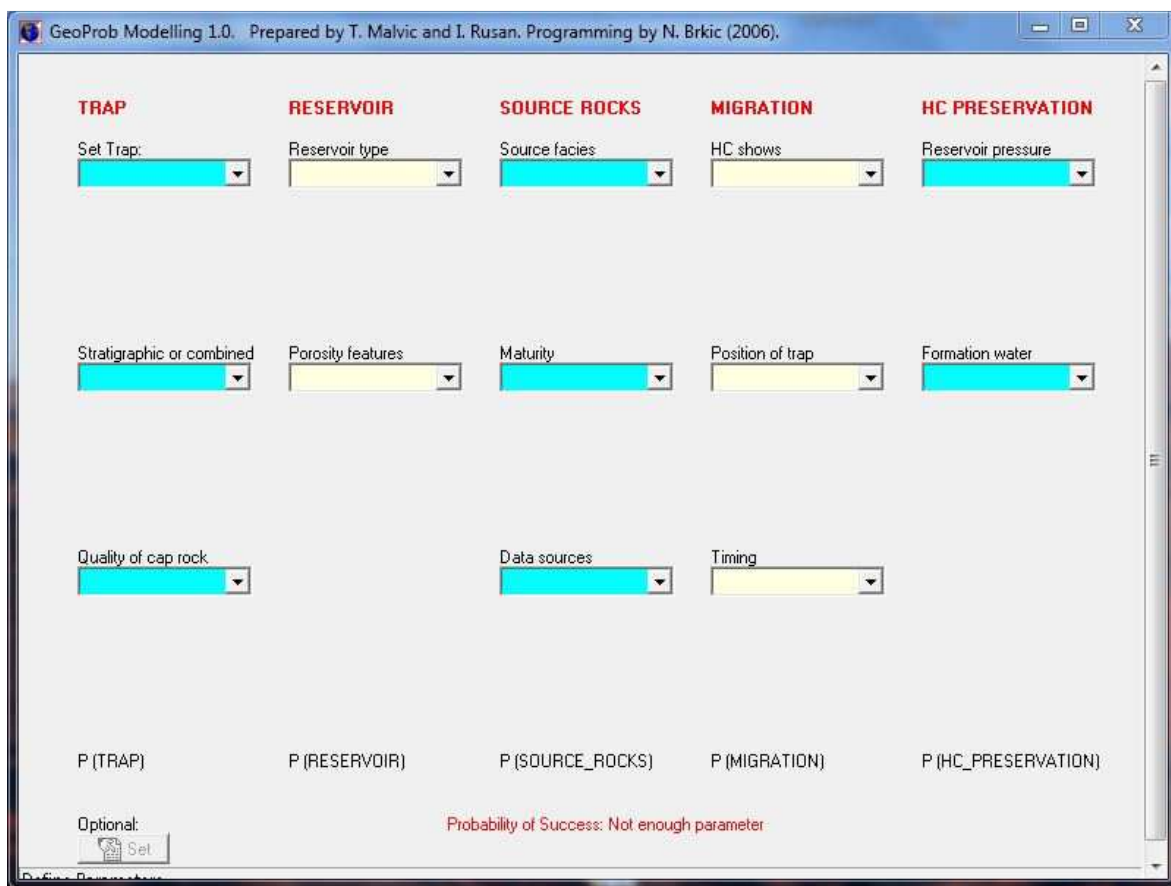 GeoProb Modelling 1.0. Prepared by T. Malvic and I. Rusan. Programming by N. Brkic (2006).
TRAP RESERVOIR SOURCE ROCKS MIGRATION HC PRESERVATION
Set Trap: Reservoir type Source facies HC shows Reservoir pressure
Stratigraphic or combined Porosity features Maturity Position of trap Formation water
Quality of cap rock Data sources Timing
P (TRAP) P (RESERVOIR) P (SOURCE_ROCKS) P (MIGRATION) P (HC_PRESERVATION)
Optional: Probability of Success: Not enough parameter
Set
Define Parameters